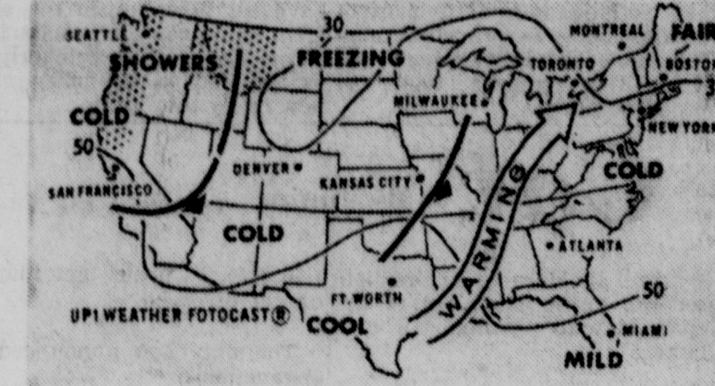 30
MONTREAL
FAIR
SEATTLE
SHOWERS
FREEZING
TORONTO
BOSTON
3
MILWAUKEE
COLD
NEW YORK
50
DENVER
KANSAS CITY
COLD
SAN FRANCISCO
WARMING
COLD
ATLANTA
FT. WORTH
50
UPI WEATHER FOTOCAST ®
COOL
MIAMI
MILD